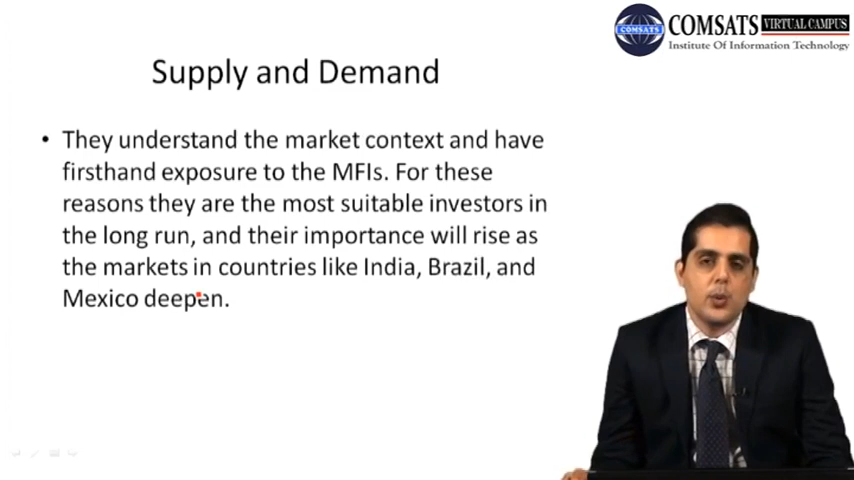 COMSATS VIRTUAL CAMPUS
COMSATS
Institute Of Information Technology
Supply and Demand
• They understand the market context and have
firsthand exposure to the MFIs. For these
reasons they are the most suitable investors in
the long run, and their importance will rise as
the markets in countries like India, Brazil, and
Mexico deepen.